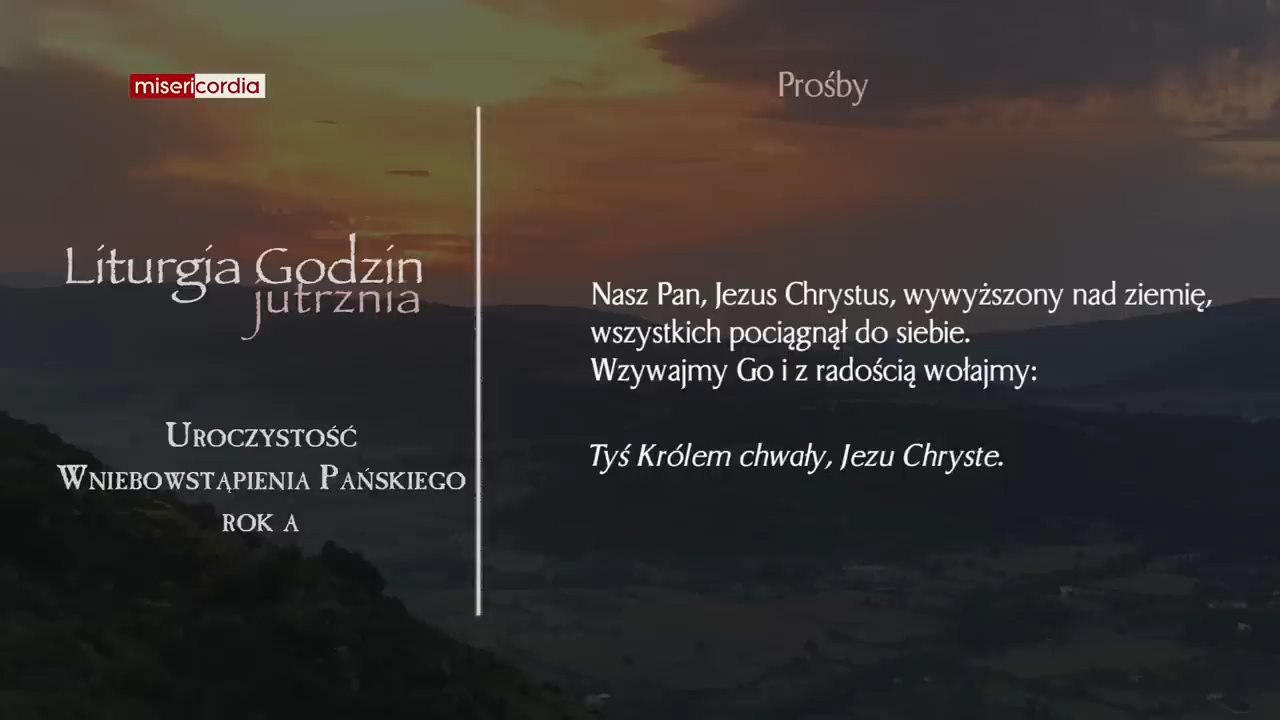 misericordia
Liturgia Godzin
jutrznia
Uroczystość
Wniebowstąpienia Pańskiego
rok a
Prośby
Nasz Pan, Jezus Chrystus, wywyższony nad ziemię,
wszystkich pociągnął do siebie.
Wzywajmy Go i z radością wołajmy:
Tyś Królem chwały, Jezu Chryste.